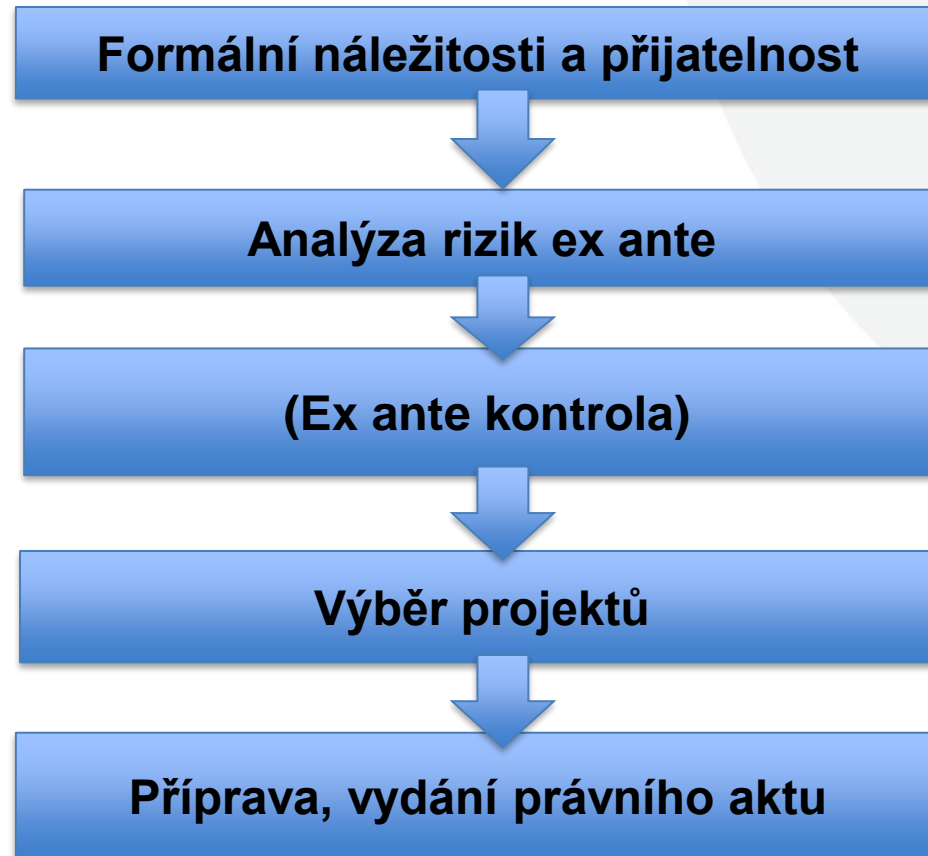 Formální náležitosti a přijatelnost
Analýza rizik ex ante
(Ex ante kontrola)
Výběr projektů
Příprava, vydání právního aktu